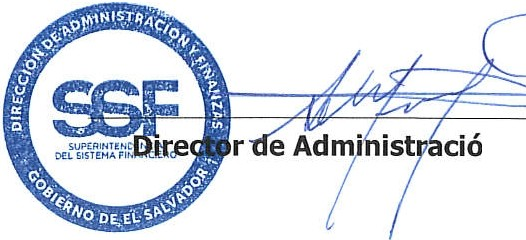 DIRECCIÓN DE ADMINISTRACIÓN Y FINANZAS
SSF
SUPERINTENDENCIA
DEL SISTEMA FINANCIERO
GOBIERNO DE EL SALVADOR
Director de Administració